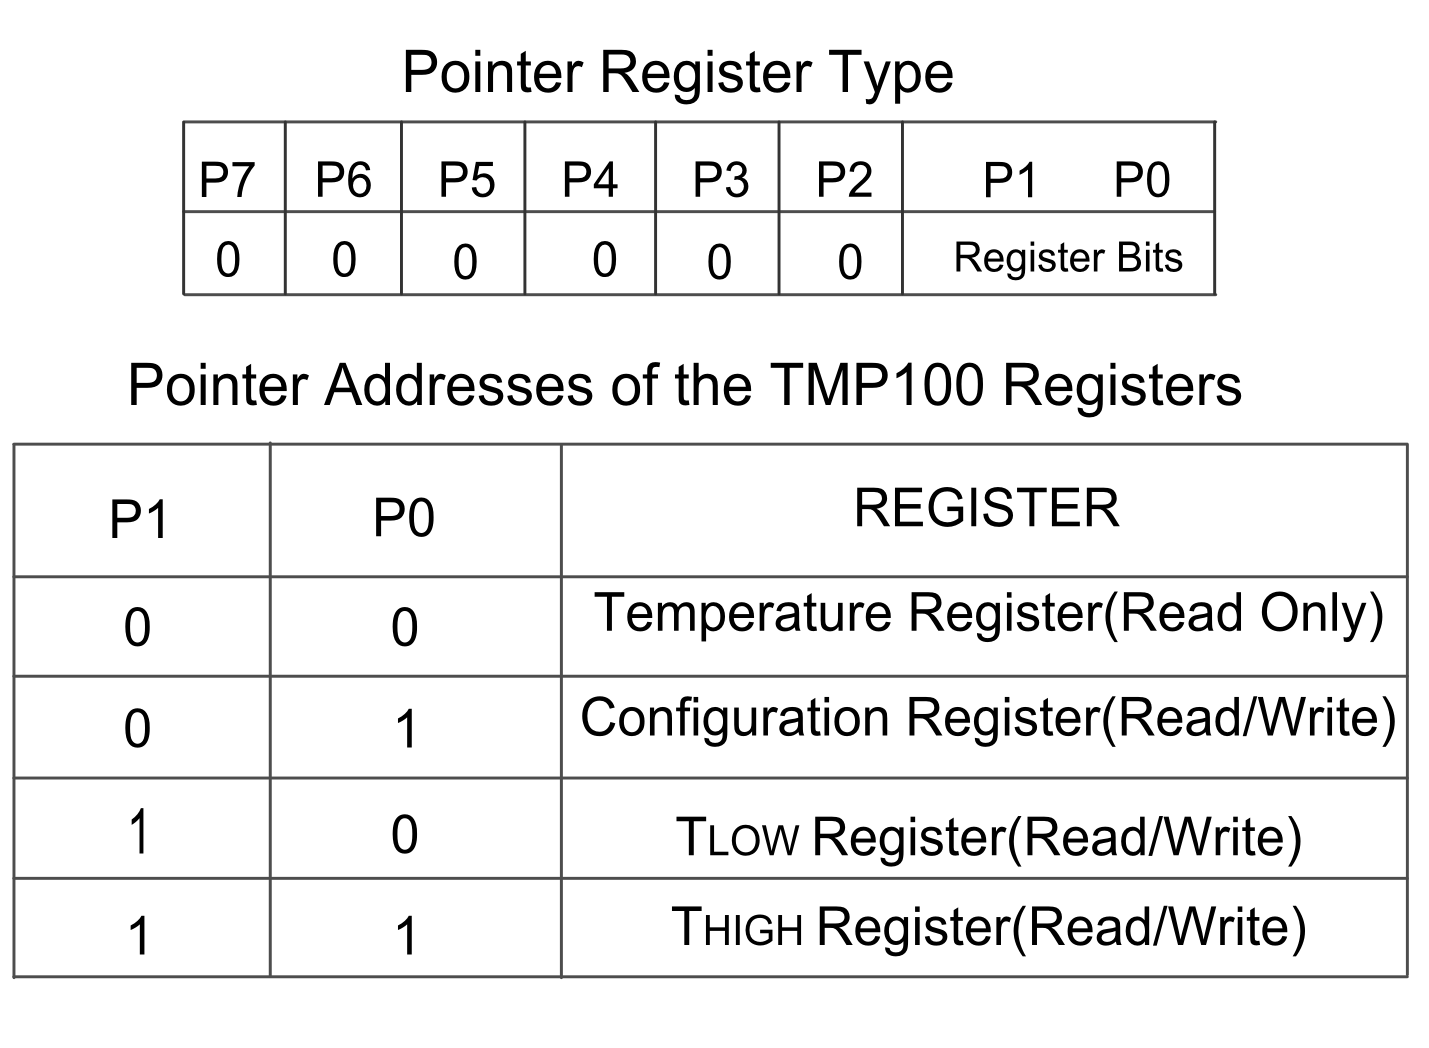 Pointer Register Type
P7 P6 P5 P4 P3 P2 P1 P0
0 0 0 0 0 0 Register Bits
Pointer Addresses of the TMP100 Registers
P1 P0 REGISTER
0 0 Temperature Register(Read Only)
0 1 Configuration Register(Read/Write)
1 0 TLOW Register(Read/Write)
1 1 THIGH Register(Read/Write)